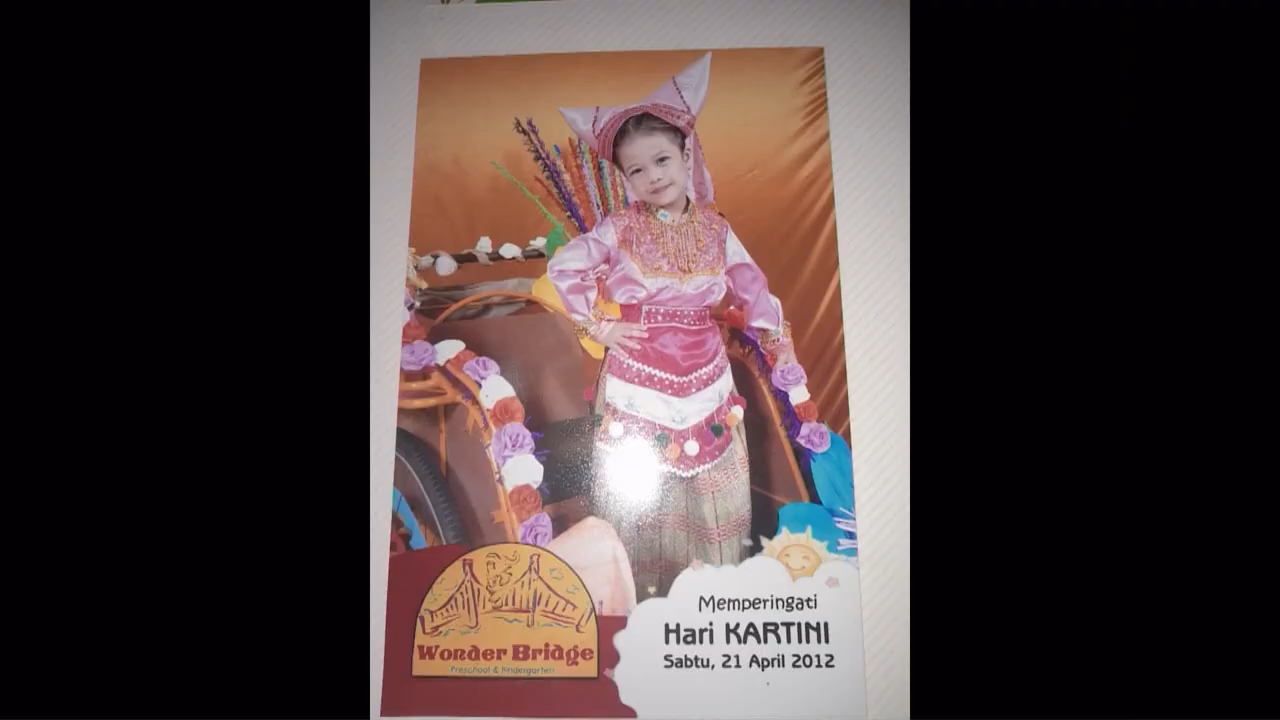 Wonder Bridge
Preschool & Kindergarten
Memperingati
Hari KARTINI
Sabtu, 21 April 2012